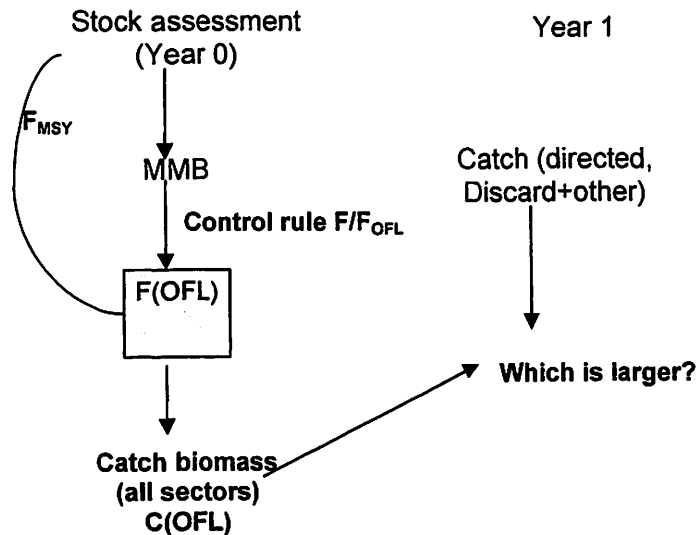 Stock assessment
(Year 0)
Year 1
F_MSY
MMB
Catch (directed,
Discard+other)
Control rule F/F_OFL
F(OFL)
Which is larger?
Catch biomass
(all sectors)
C(OFL)